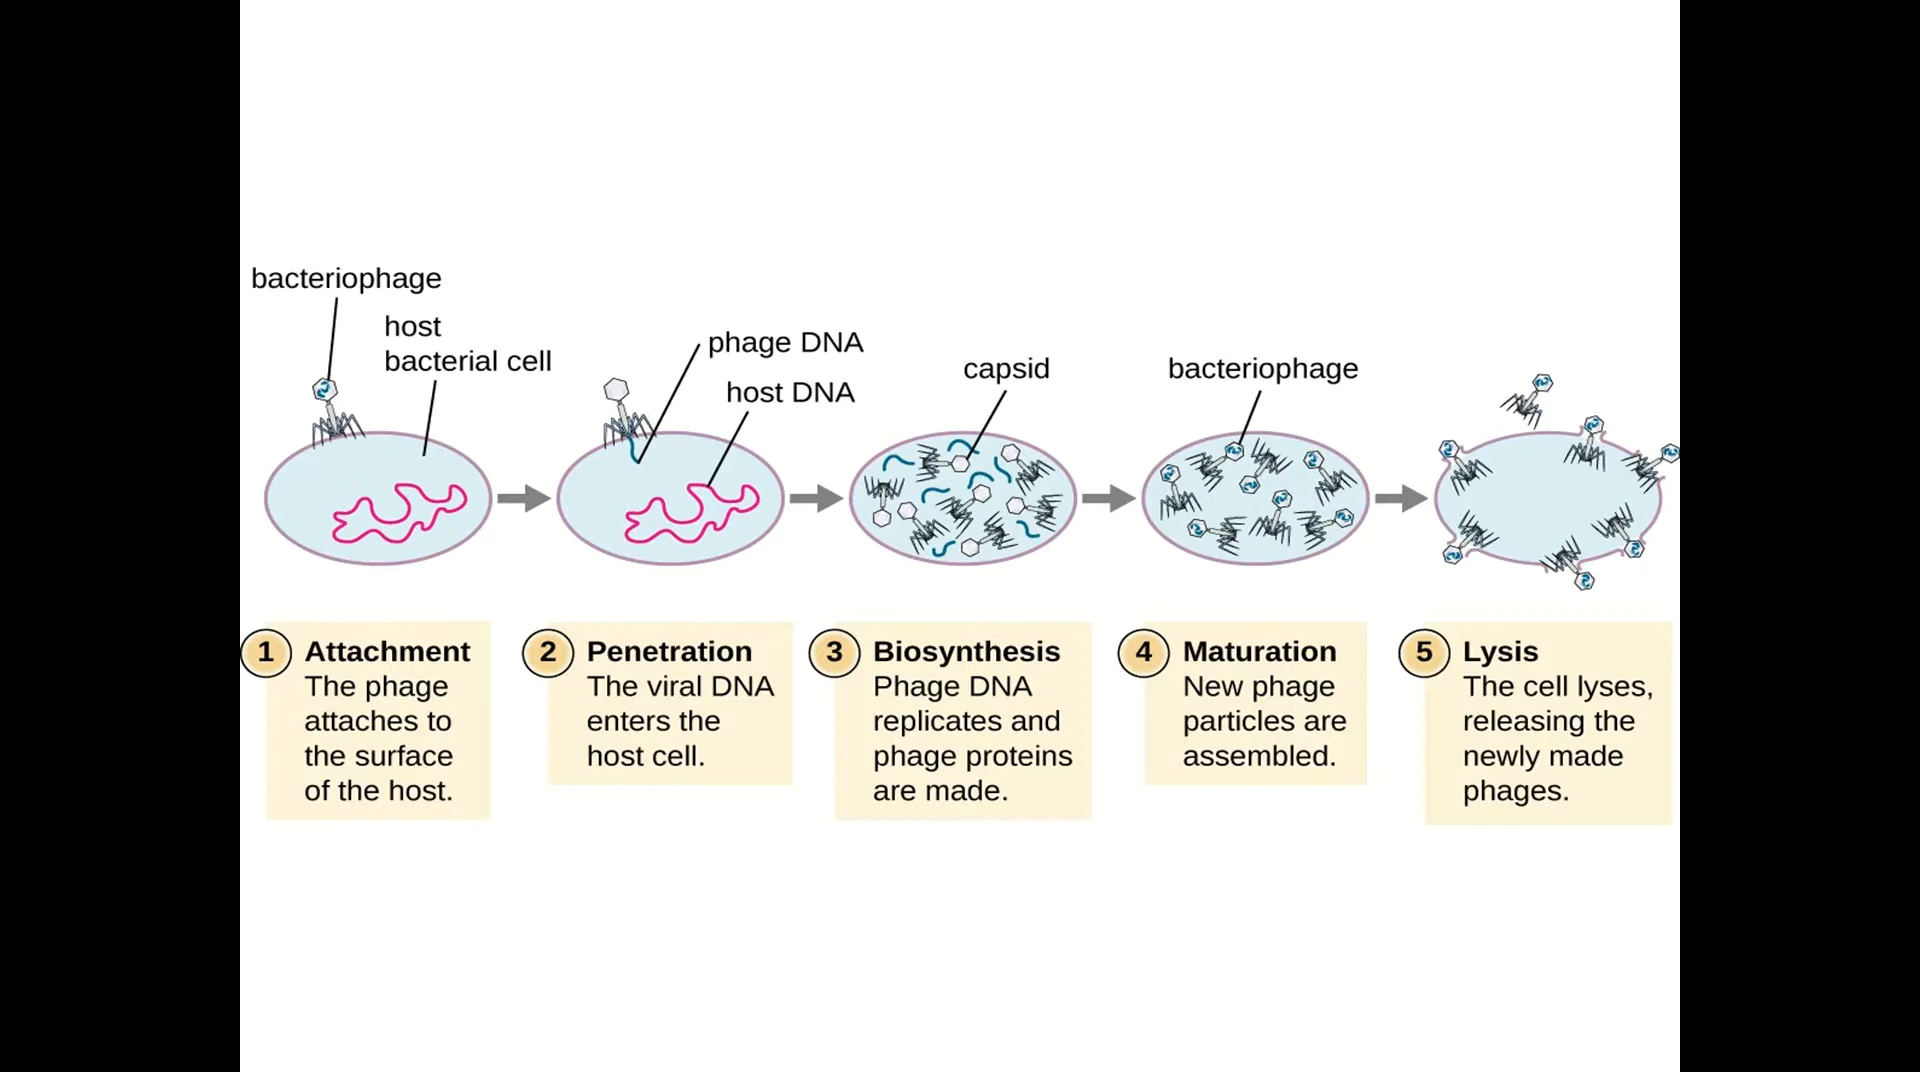 bacteriophage
host
bacterial cell
phage DNA
host DNA
capsid
bacteriophage
1 Attachment
The phage
attaches to
the surface
of the host.
2 Penetration
The viral DNA
enters the
host cell.
3 Biosynthesis
Phage DNA
replicates and
phage proteins
are made.
4 Maturation
New phage
particles are
assembled.
5 Lysis
The cell lyses,
releasing the
newly made
phages.